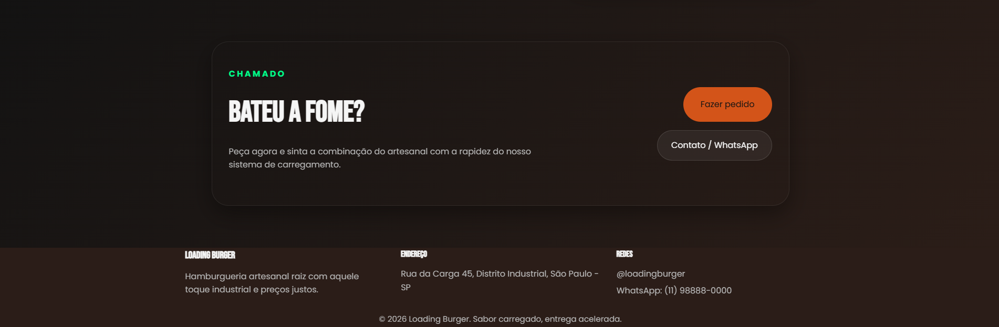 CHAMADO
BATEU A FOME?
Peça agora e sinta a combinação do artesanal com a rapidez do nosso
sistema de carregamento.
Fazer pedido
Contato / WhatsApp
LOADING BURGER
Hamburgueria artesanal raiz com aquele
toque industrial e preços justos.
ENDEREÇO
Rua da Carga 45, Distrito Industrial, São Paulo -
SP
REDES
@loadingburger
WhatsApp: (11) 98888-0000
© 2026 Loading Burger. Sabor carregado, entrega acelerada.